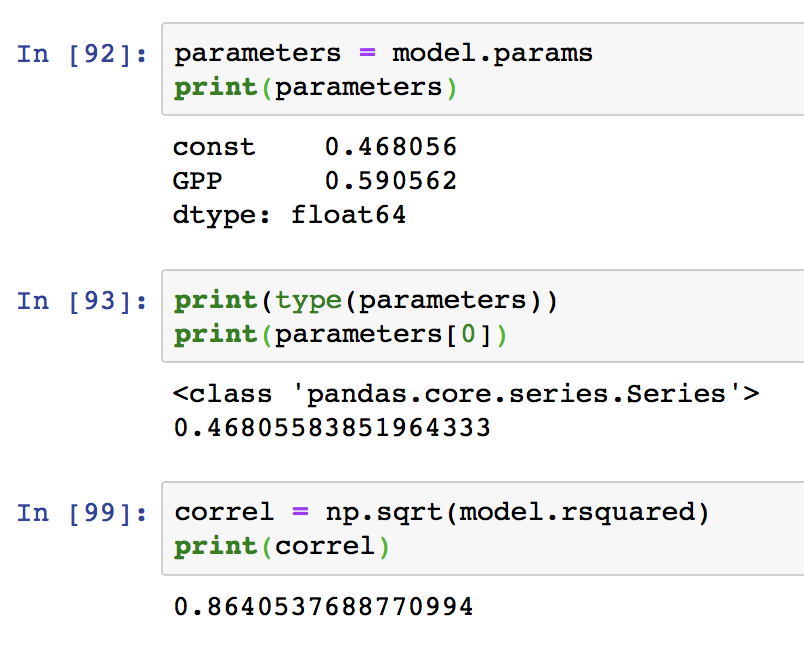 In [92]: parameters = model.params
print(parameters)
const 0.468056
GPP 0.590562
dtype: float64
In [93]: print(type(parameters))
print(parameters[0])
<class 'pandas.core.series.Series'>
0.46805583851964333
In [99]: correl = np.sqrt(model.rsquared)
print(correl)
0.8640537688770994